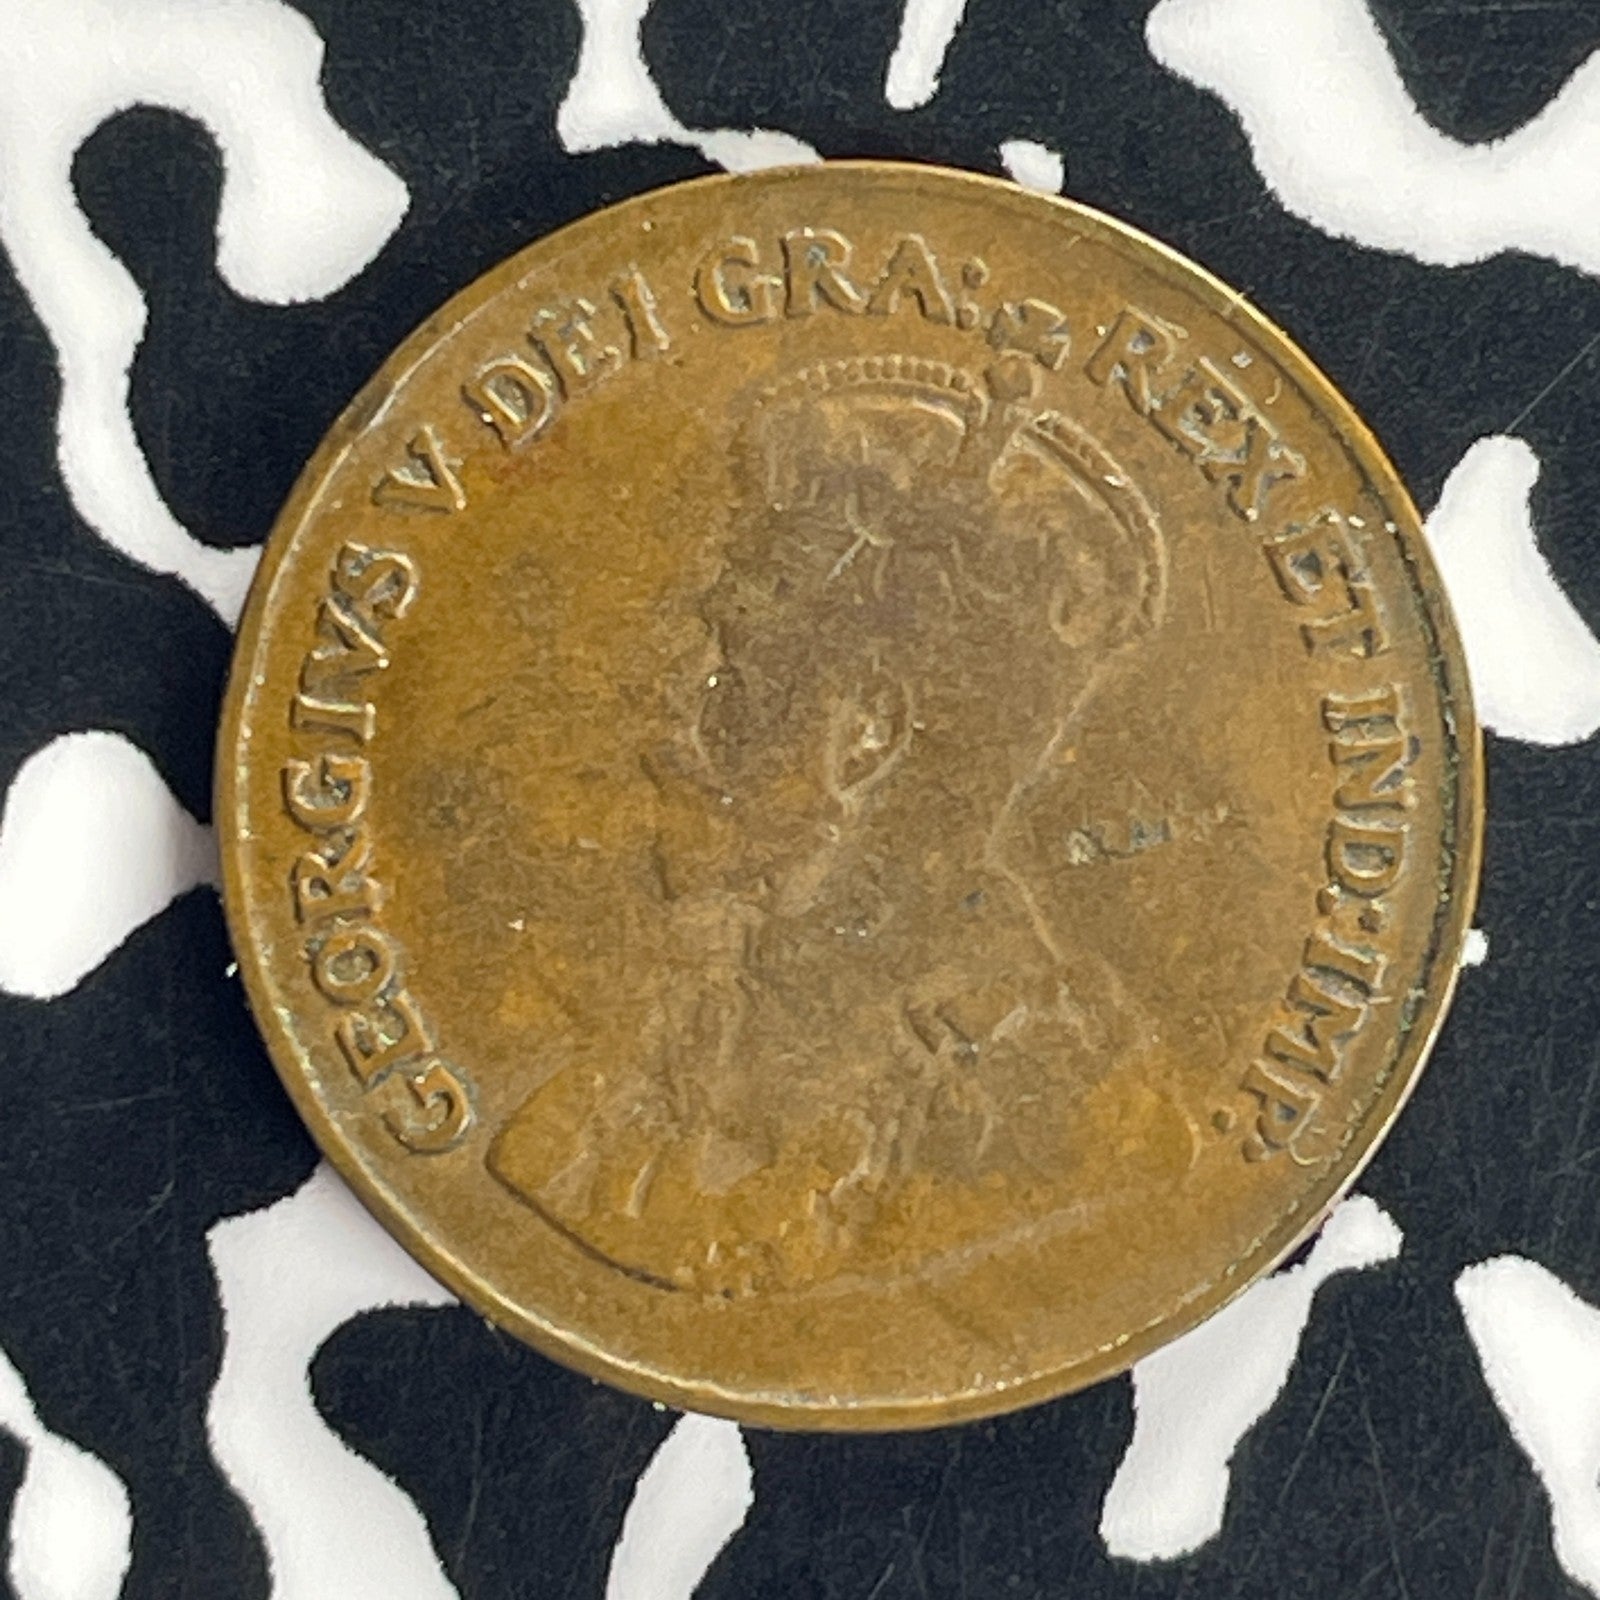 GEORGIVS V DEI GRA: REX ET IND: IMP: